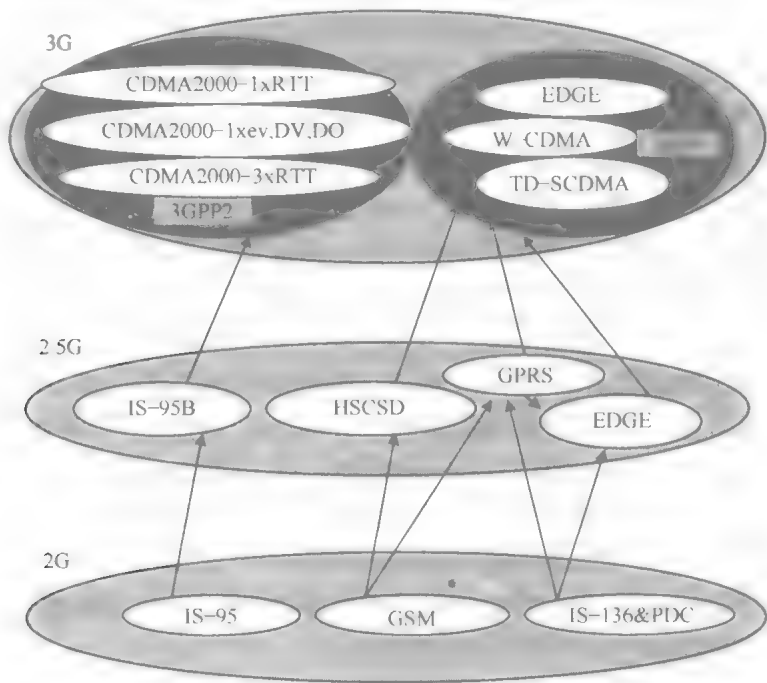 3G
CDMA2000-1xRTT
CDMA2000-1xev,DV,DO
CDMA2000-3xRTT
3GPP2
EDGE
W CDMA
TD-SCDMA
2 5G
IS-95B
HSCSD
GPRS
EDGE
2G
IS-95
GSM
IS-136&PDC